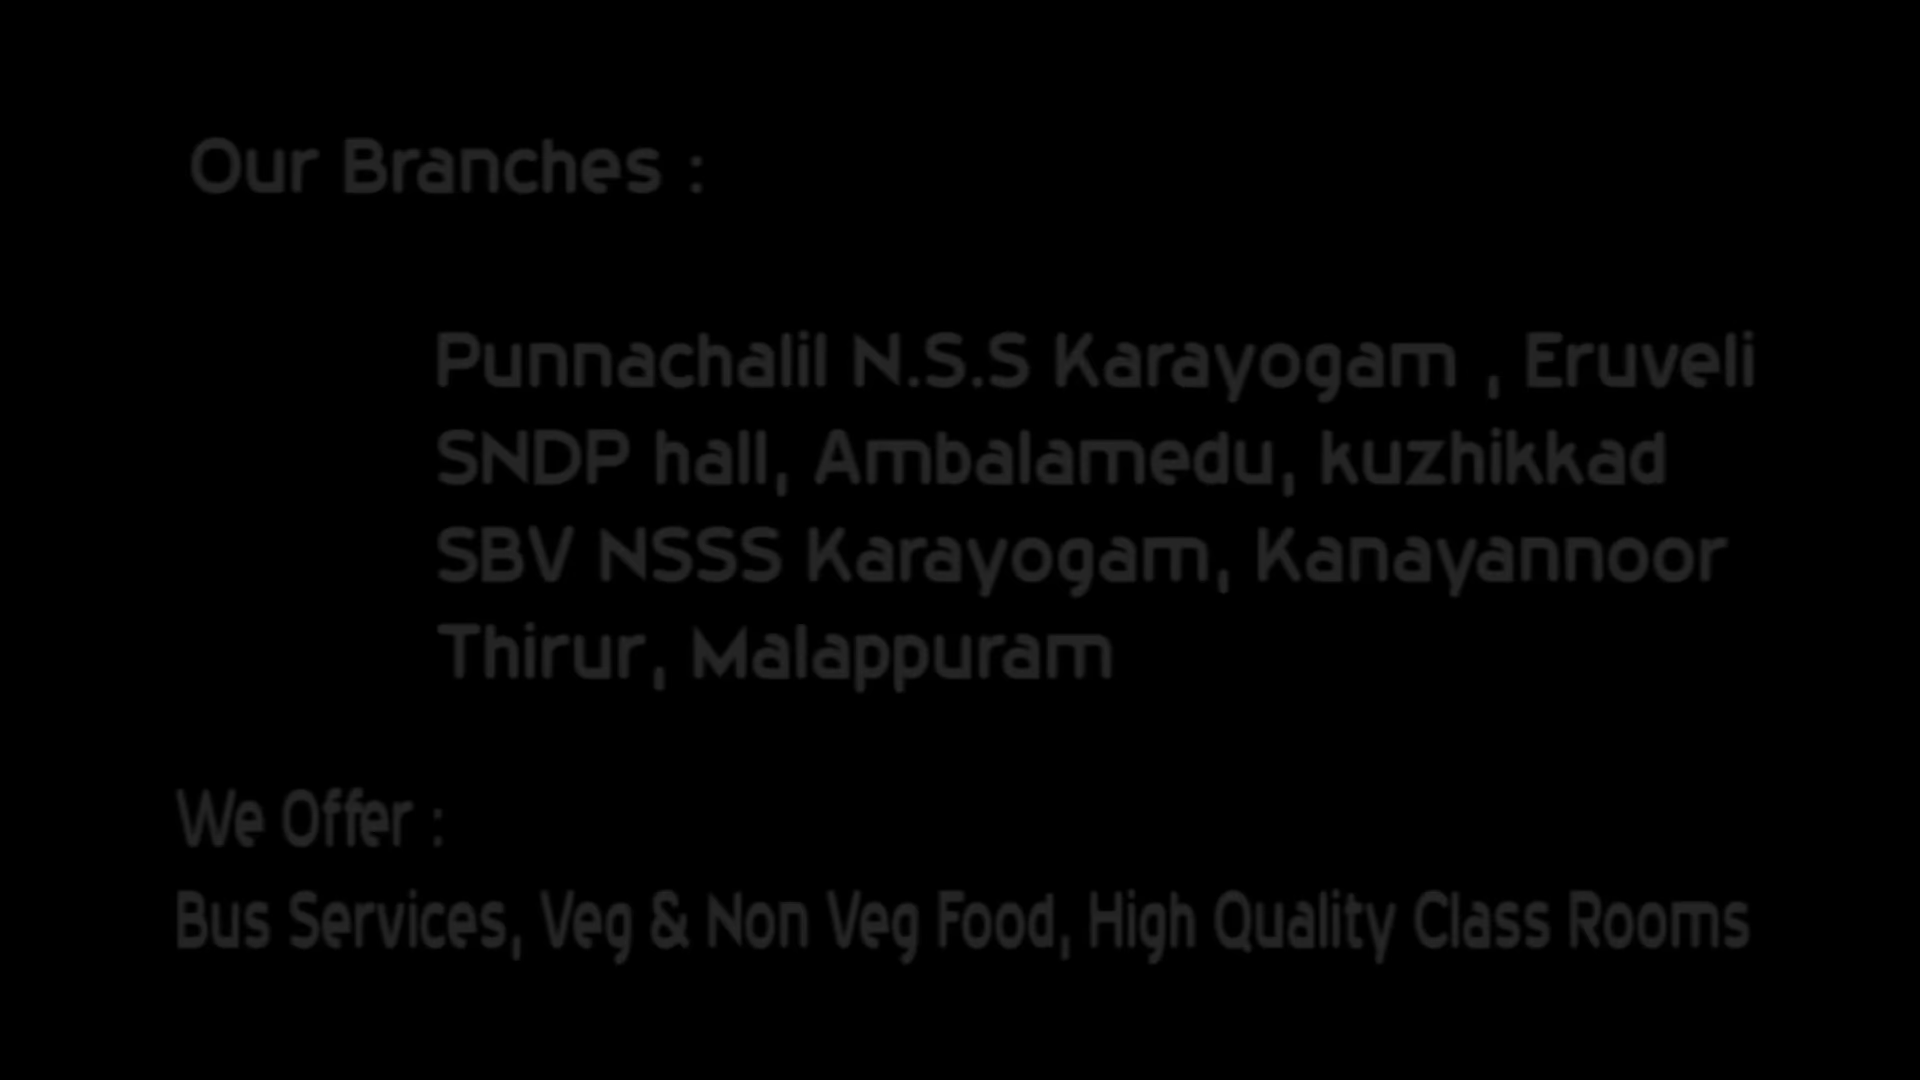 Our Branches :
Punnachalil N.S.S Karayogam , Eruveli
SNDP hall, Ambalamedu, kuzhikkad
SBV NSSS Karayogam, Kanayannoor
Thirur, Malappuram
We Offer :
Bus Services, Veg & Non Veg Food, High Quality Class Rooms